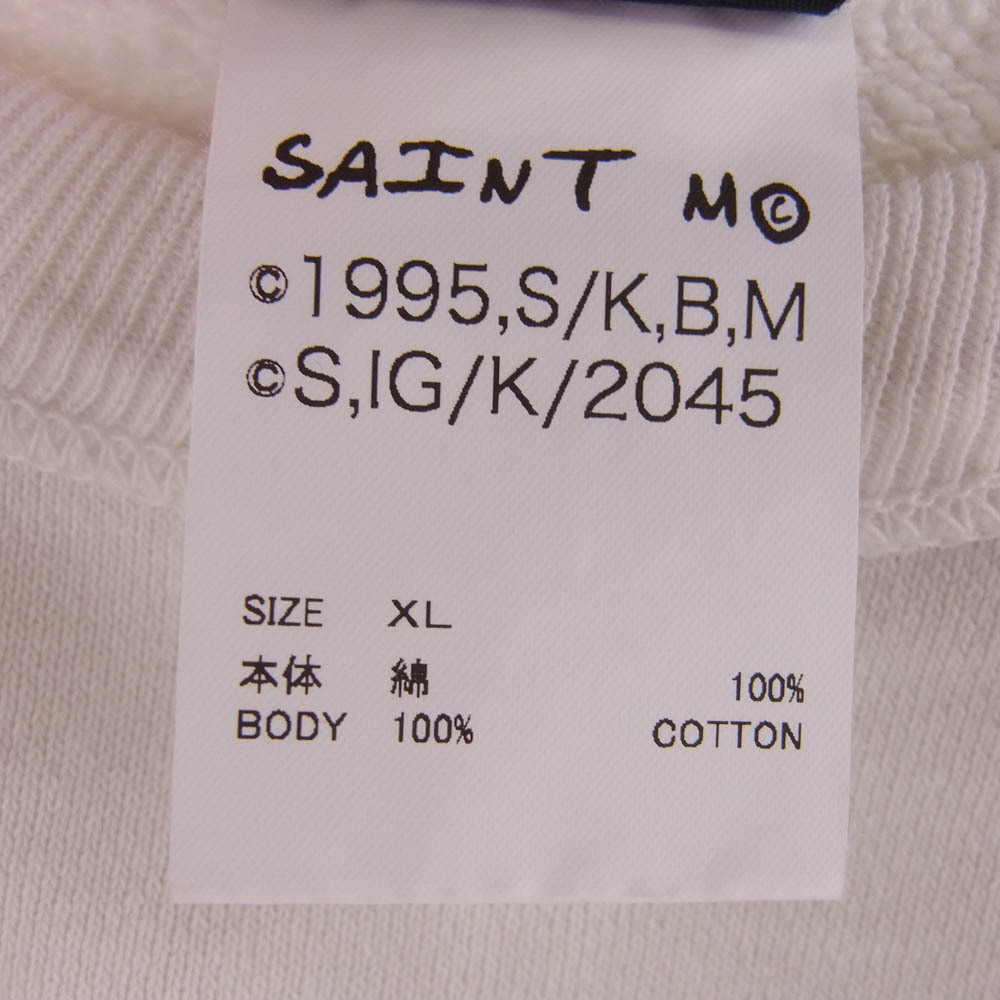 SAINT M©
©1995,S/K,B,M
©S,IG/K/2045
SIZE XL
本体 綿 100%
BODY 100% COTTON